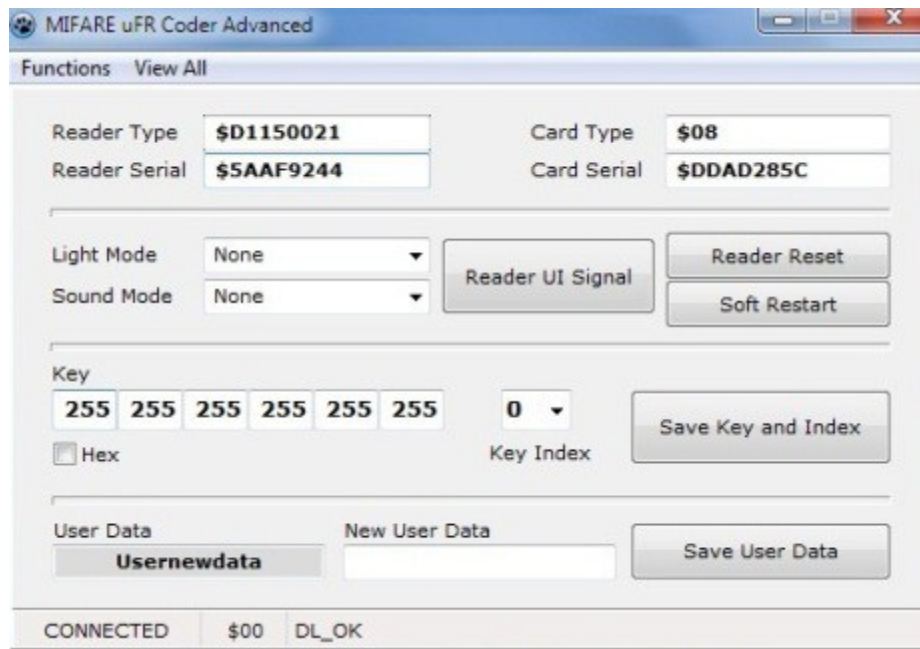 MIFARE uFR Coder Advanced
Functions View All
Reader Type $D1150021 Card Type $08
Reader Serial $5AAF9244 Card Serial $DDAD285C
Light Mode None Reader UI Signal Reader Reset
Sound Mode None Soft Restart
Key
255 255 255 255 255 255 0 Save Key and Index
Hex Key Index
User Data New User Data
Usernewdata Save User Data
CONNECTED $00 DL_OK